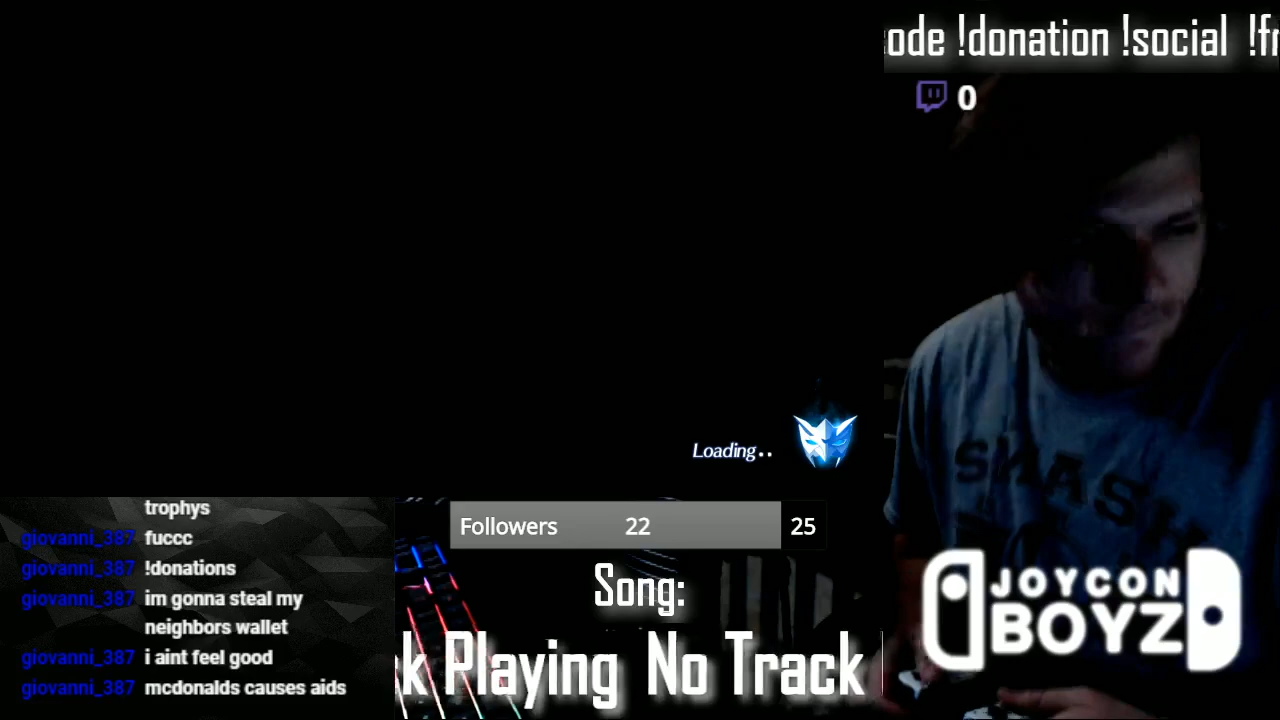 ode !donation !social !fr
0
Loading..
trophys
giovanni_387 fuccc
giovanni_387 !donations
giovanni_387 im gonna steal my
neighbors wallet
giovanni_387 i aint feel good
giovanni_387 mcdonalds causes aids
Followers 22 25
Song:
k Playing No Track
SMASH
JOYCON
BOYZ